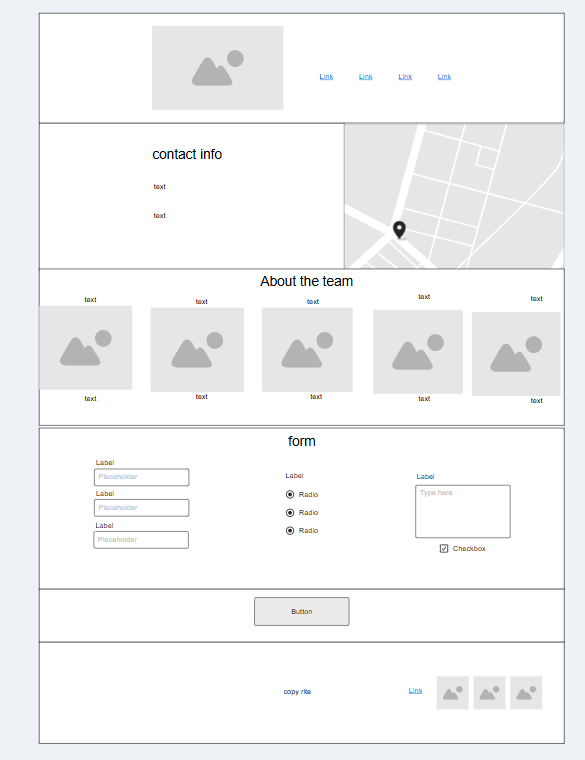 Link Link Link Link
contact info
text
text
About the team
text text text text text
text text text text text
form
Label
Placeholder
Label
Placeholder
Label
Placeholder
Label
Radio
Radio
Radio
Label
Type here
Checkbox
Button
copy rite
Link